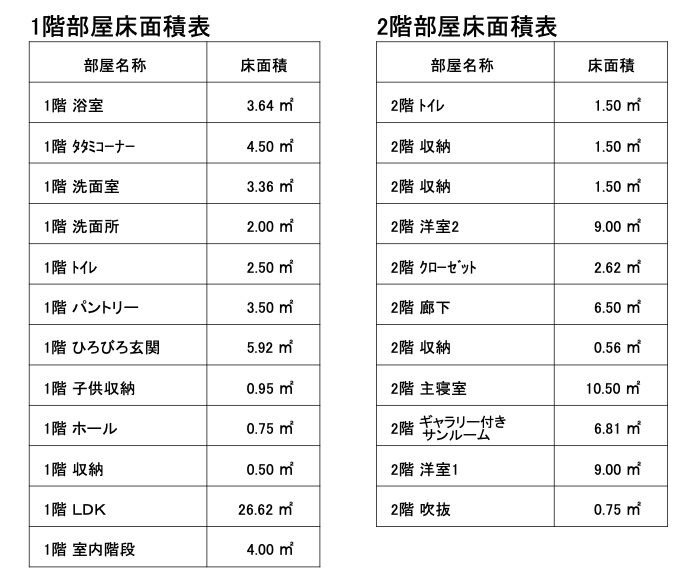 1階部屋床面積表
部屋名称 床面積
1階 浴室 3.64 ㎡
1階 ﾀﾀﾐｺｰﾅｰ 4.50 ㎡
1階 洗面室 3.36 ㎡
1階 洗面所 2.00 ㎡
1階 ﾄｲﾚ 2.50 ㎡
1階 パントリー 3.50 ㎡
1階 ひろびろ玄関 5.92 ㎡
1階 子供収納 0.95 ㎡
1階 ホール 0.75 ㎡
1階 収納 0.50 ㎡
1階 LDK 26.62 ㎡
1階 室内階段 4.00 ㎡
2階部屋床面積表
部屋名称 床面積
2階 ﾄｲﾚ 1.50 ㎡
2階 収納 1.50 ㎡
2階 収納 1.50 ㎡
2階 洋室2 9.00 ㎡
2階 ｸﾛｰｾﾞｯﾄ 2.62 ㎡
2階 廊下 6.50 ㎡
2階 収納 0.56 ㎡
2階 主寝室 10.50 ㎡
2階 ギャラリー付き
サンルーム 6.81 ㎡
2階 洋室1 9.00 ㎡
2階 吹抜 0.75 ㎡